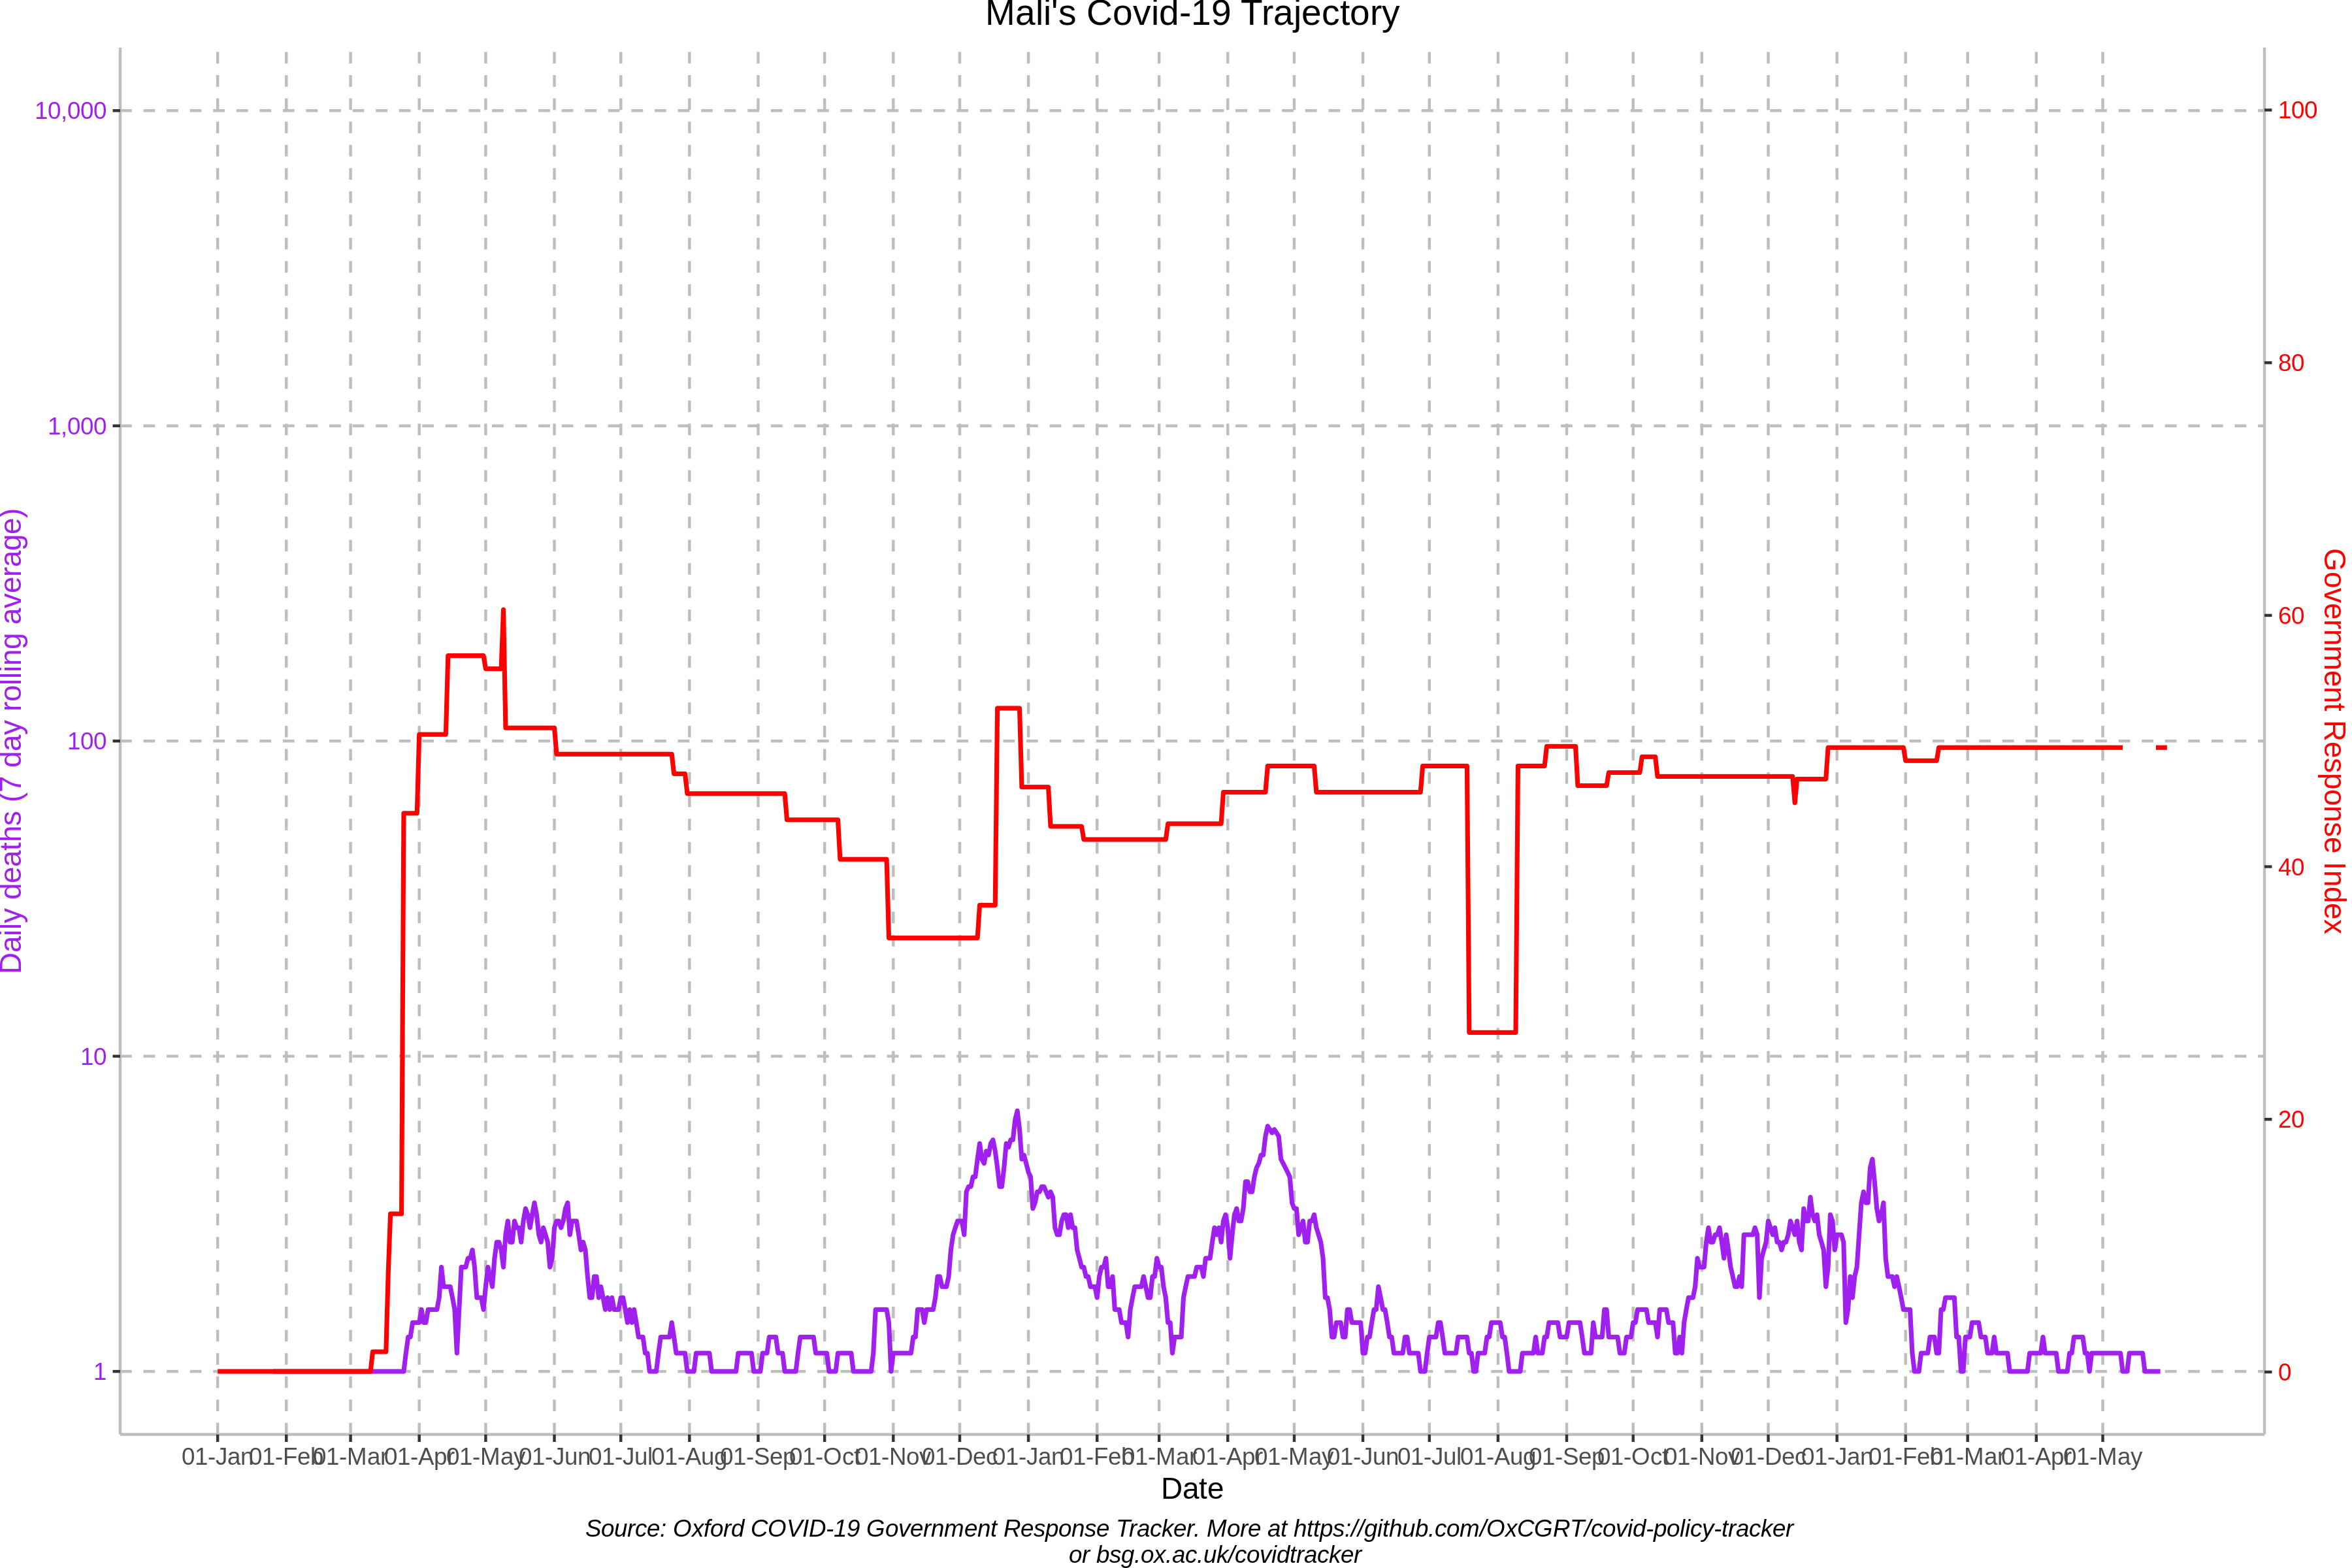 Mali's Covid-19 Trajectory
10,000
1,000
100
10
1
Daily deaths (7 day rolling average)
100
80
60
40
20
0
Government Response Index
01-Jan 01-Feb 01-Mar 01-Apr 01-May 01-Jun 01-Jul 01-Aug 01-Sep 01-Oct 01-Nov 01-Dec 01-Jan 01-Feb 01-Mar 01-Apr 01-May 01-Jun 01-Jul 01-Aug 01-Sep 01-Oct 01-Nov 01-Dec 01-Jan 01-Feb 01-Mar 01-Apr 01-May
Date
Source: Oxford COVID-19 Government Response Tracker. More at https://github.com/OxCGRT/covid-policy-tracker
or bsg.ox.ac.uk/covidtracker